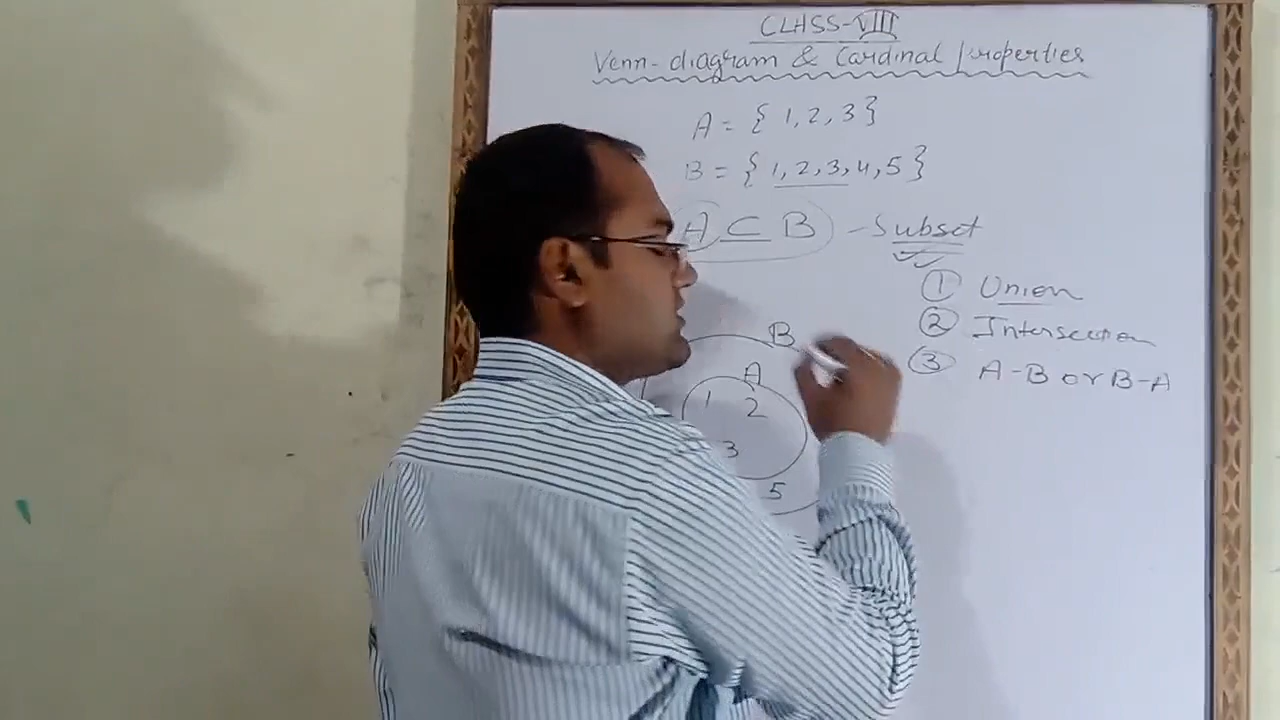 CLASS-VIII
Venn-diagram & Cardinal properties
A = { 1, 2, 3 }
B = { 1, 2, 3, 4, 5 }
A ⊆ B - Subset
① Union
② Intersection
③ A-B or B-A
B
A
1 2
3
5